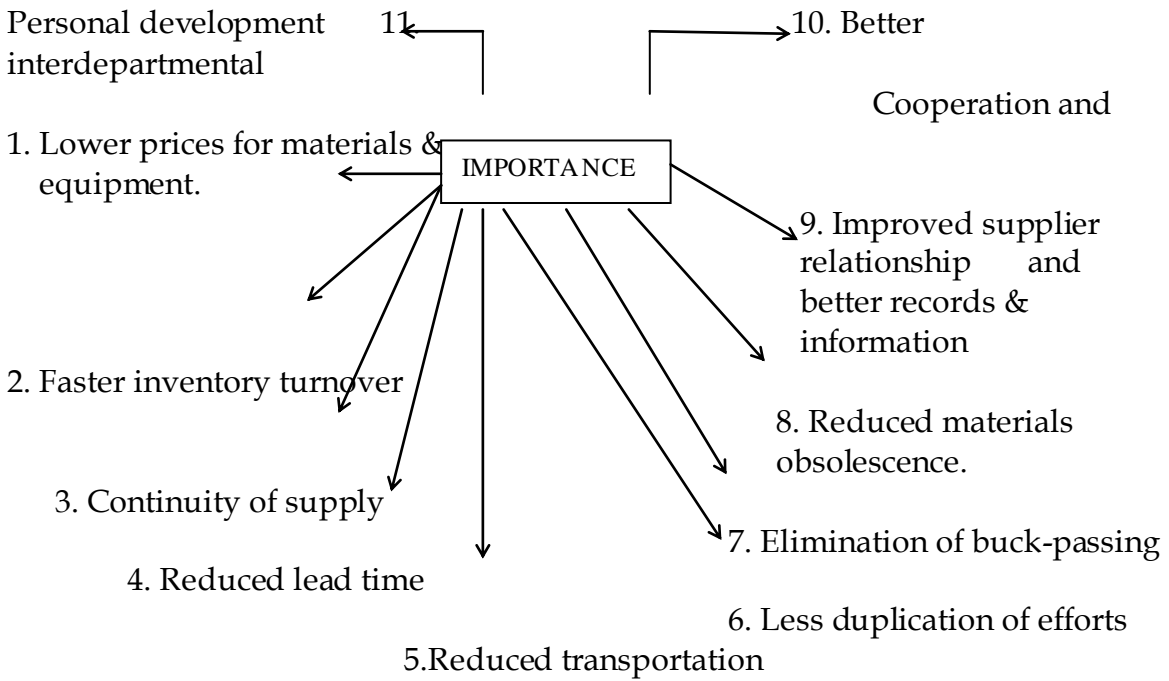 Personal development 11. 10. Better
interdepartmental
Cooperation and
1. Lower prices for materials &
equipment.
IMPORTANCE
9. Improved supplier
relationship and
better records &
information
2. Faster inventory turnover
8. Reduced materials
obsolescence.
3. Continuity of supply
7. Elimination of buck-passing
4. Reduced lead time
6. Less duplication of efforts
5.Reduced transportation